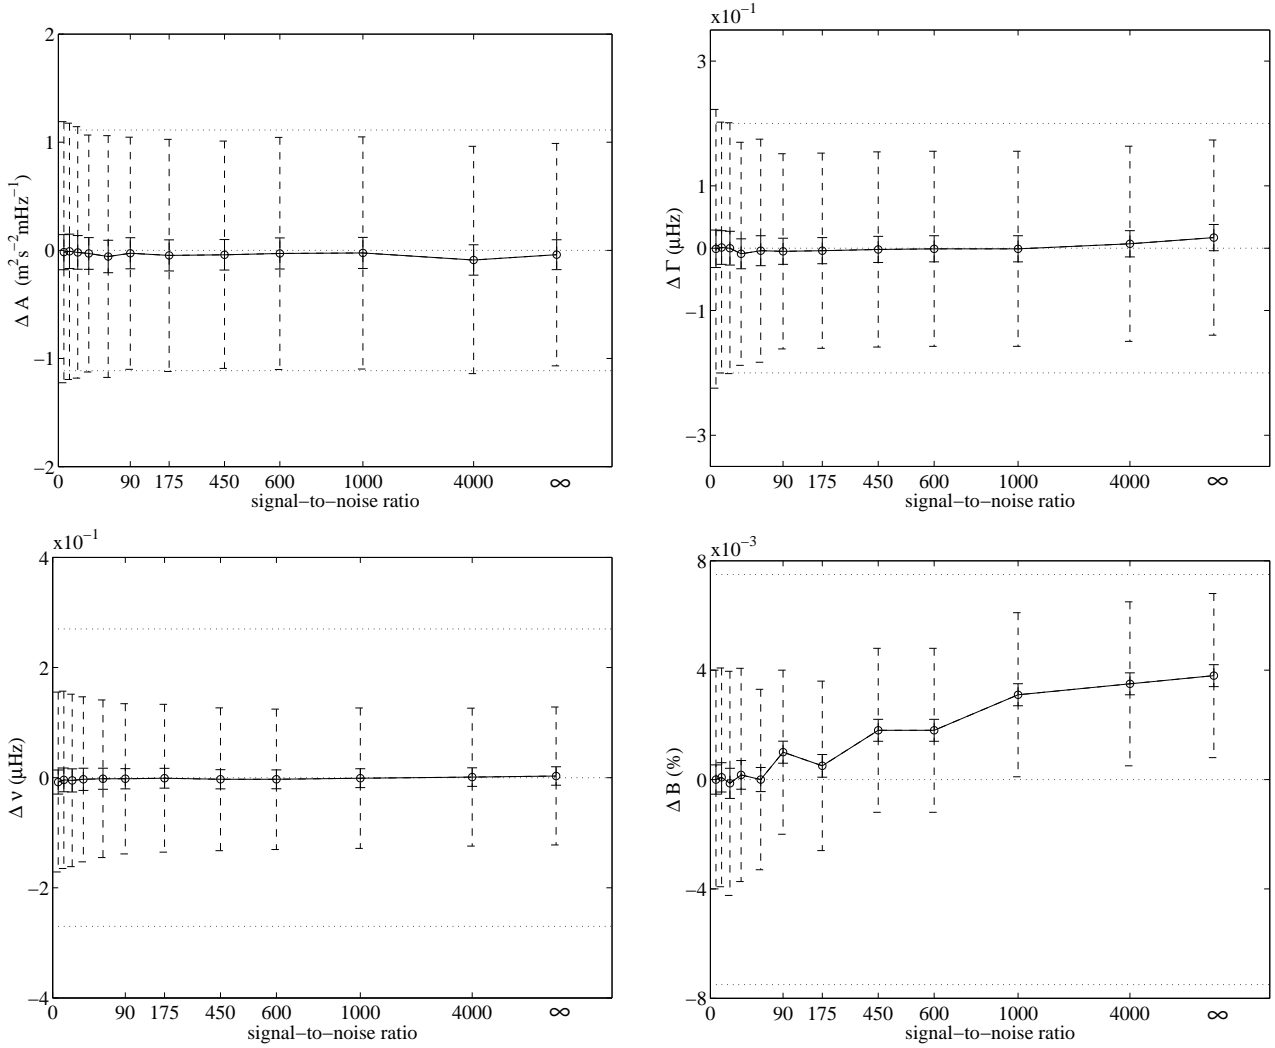 2
1
0
−1
−2
Δ A (m²s⁻²mHz⁻¹)
0 90 175 450 600 1000 4000 ∞
signal−to−noise ratio
x10⁻¹
3
1
0
−1
−3
Δ Γ (μHz)
0 90 175 450 600 1000 4000 ∞
signal−to−noise ratio
x10⁻¹
4
2
0
−2
−4
Δ ν (μHz)
0 90 175 450 600 1000 4000 ∞
signal−to−noise ratio
x10⁻³
8
4
0
−4
−8
Δ B (%)
0 90 175 450 600 1000 4000 ∞
signal−to−noise ratio